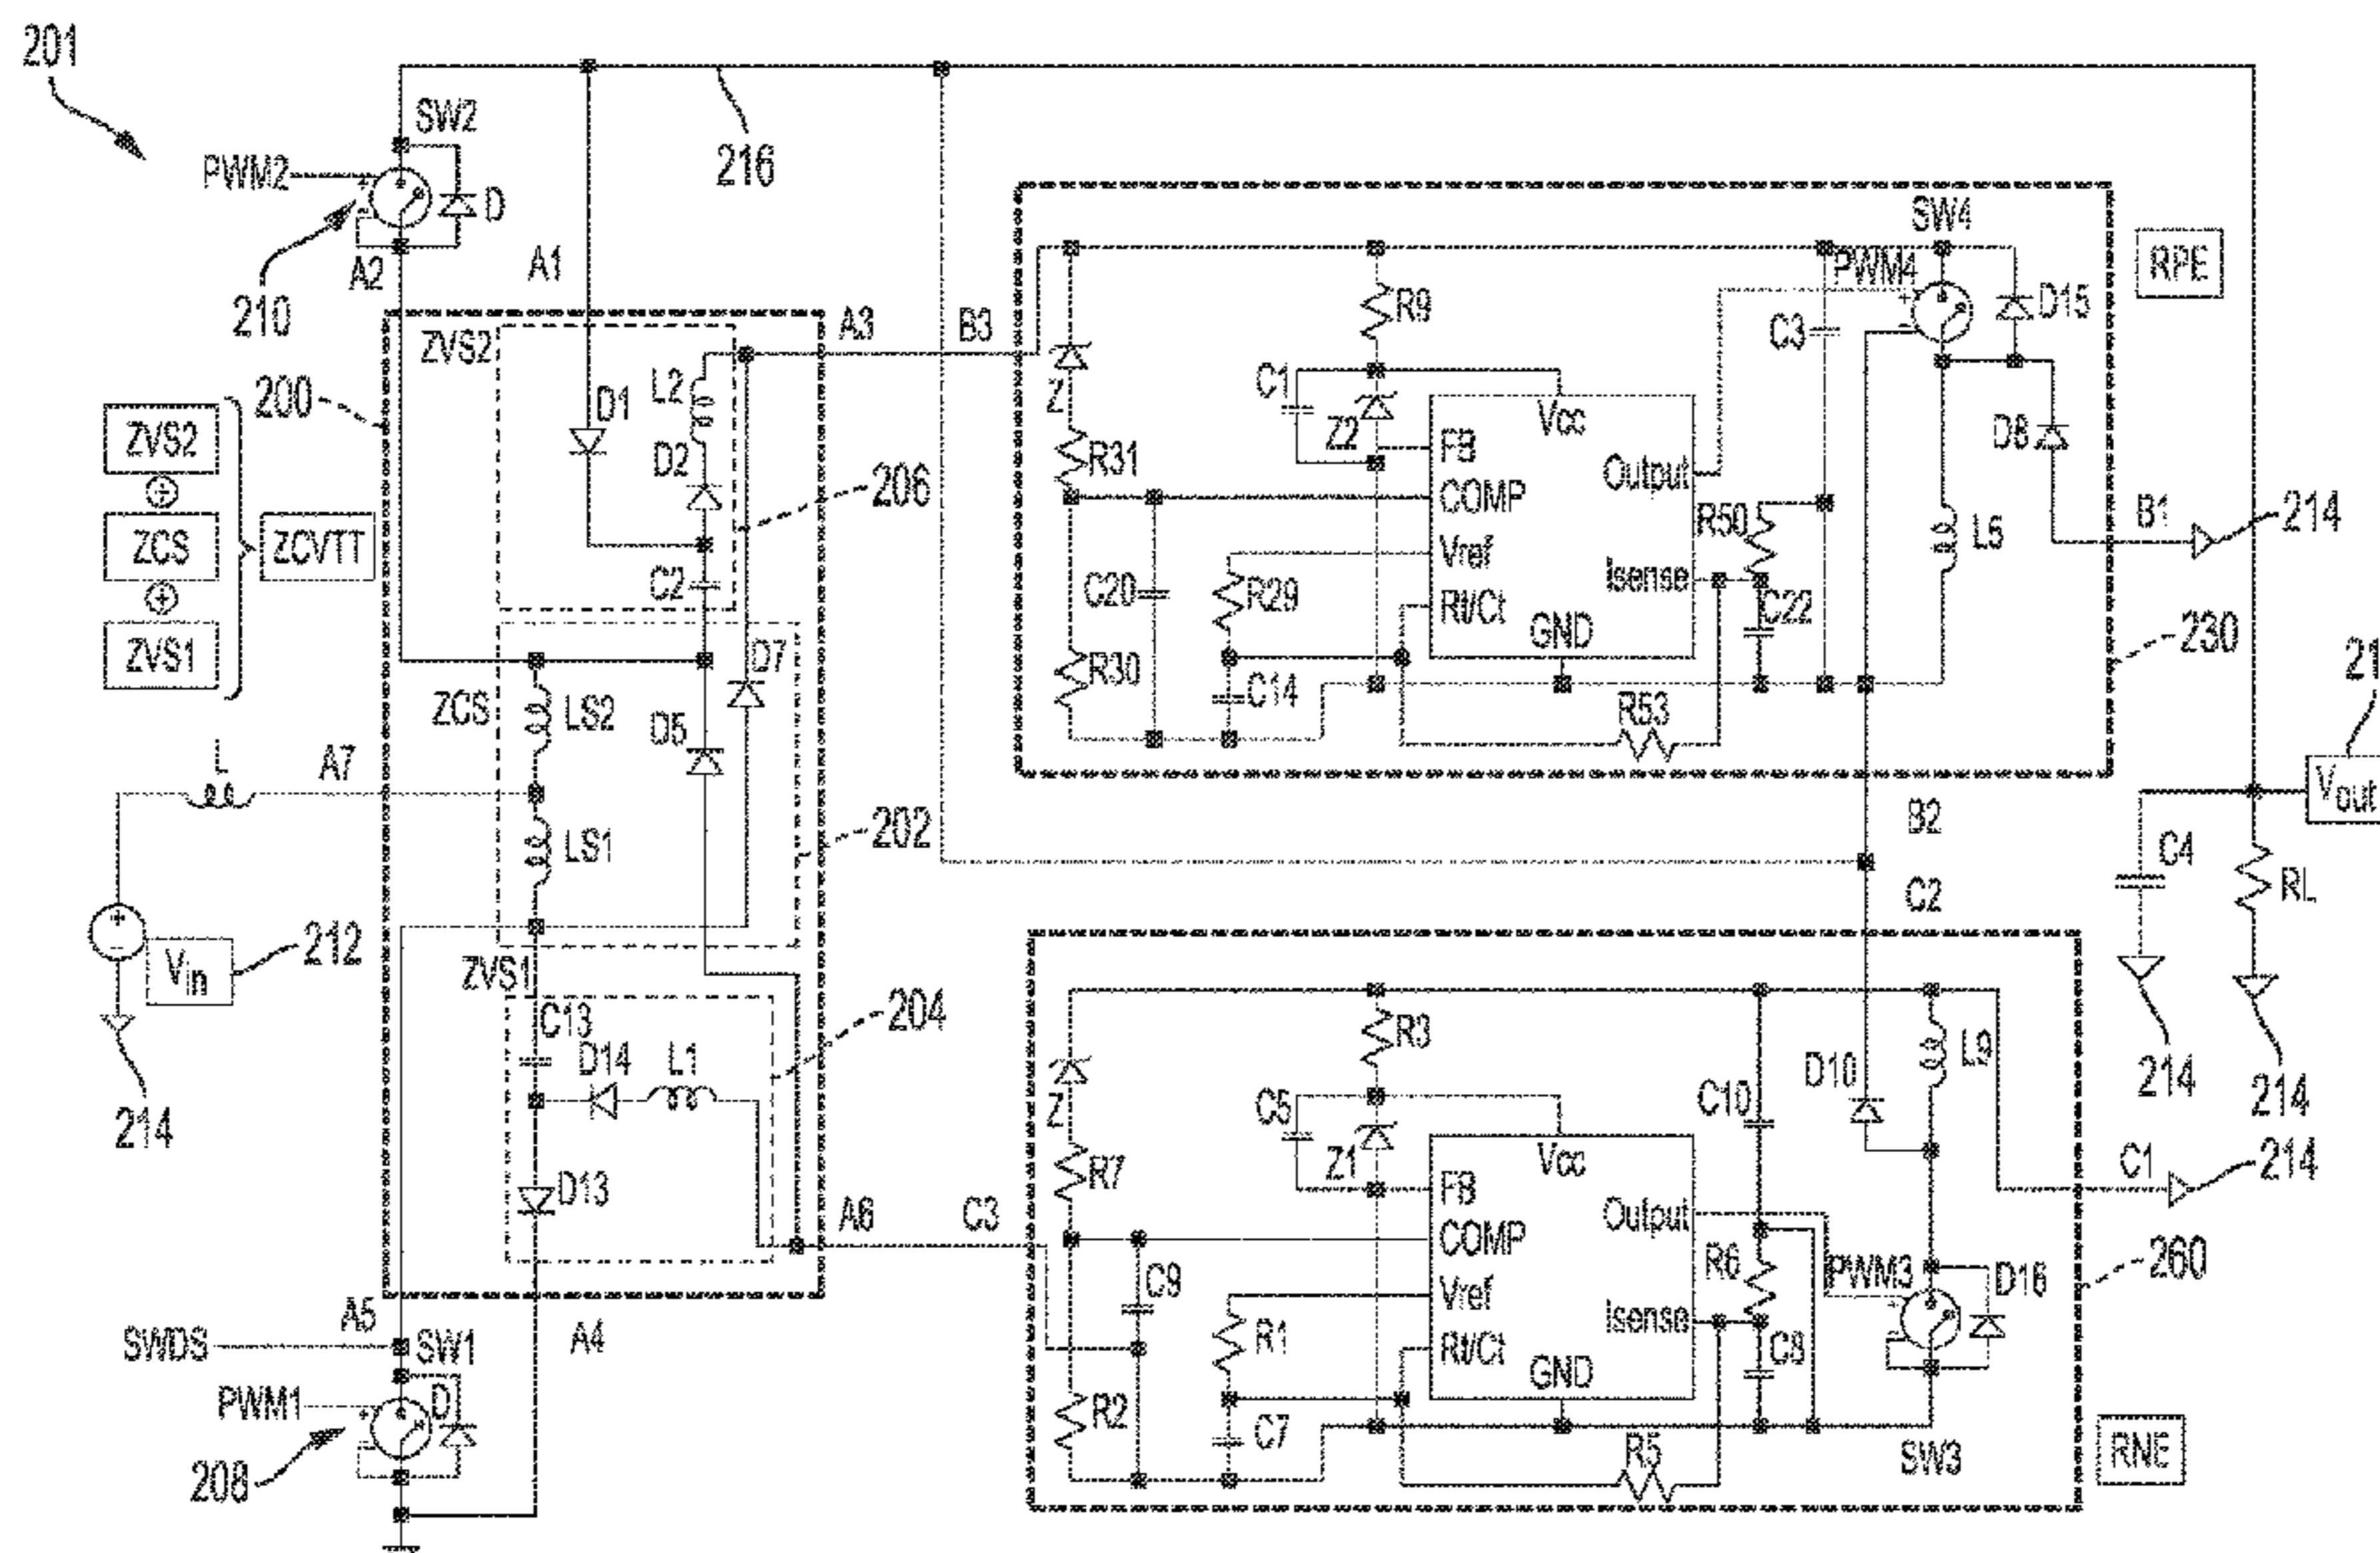 201
SW2
PWM2
D
216
A2
A1
210
SW4
RPE
PWM4
D15
ZVS2
A3
B3
R9
C3
200
L2
D1
C1
Z
Vcc
ZVS2
Z2
FB
D8
D2
206
R31
Output
COMP
R50
B1
214
ZCS
ZCVTT
Vref
L6
C2
C20
R29
Isense
Rt/Ct
C22
ZVS1
D7
GND
230
R30
C14
ZCS
LS2
D5
R53
21
L
A7
Vout
B2
202
LS1
C4
RL
C2
212
Vin
ZVS1
204
C13
R3
L9
D14
L1
D10
C10
214
214
214
C5
Z
Z1
Vcc
R7
C1
214
D13
FB
A6
C3
Output
COMP
260
R6
PWM3
D16
C9
Vref
A5
SWDS
SW1
A4
R1
Isense
Rt/Ct
C8
GND
PWM1
D
R2
C7
R5
SW3
RNE
208